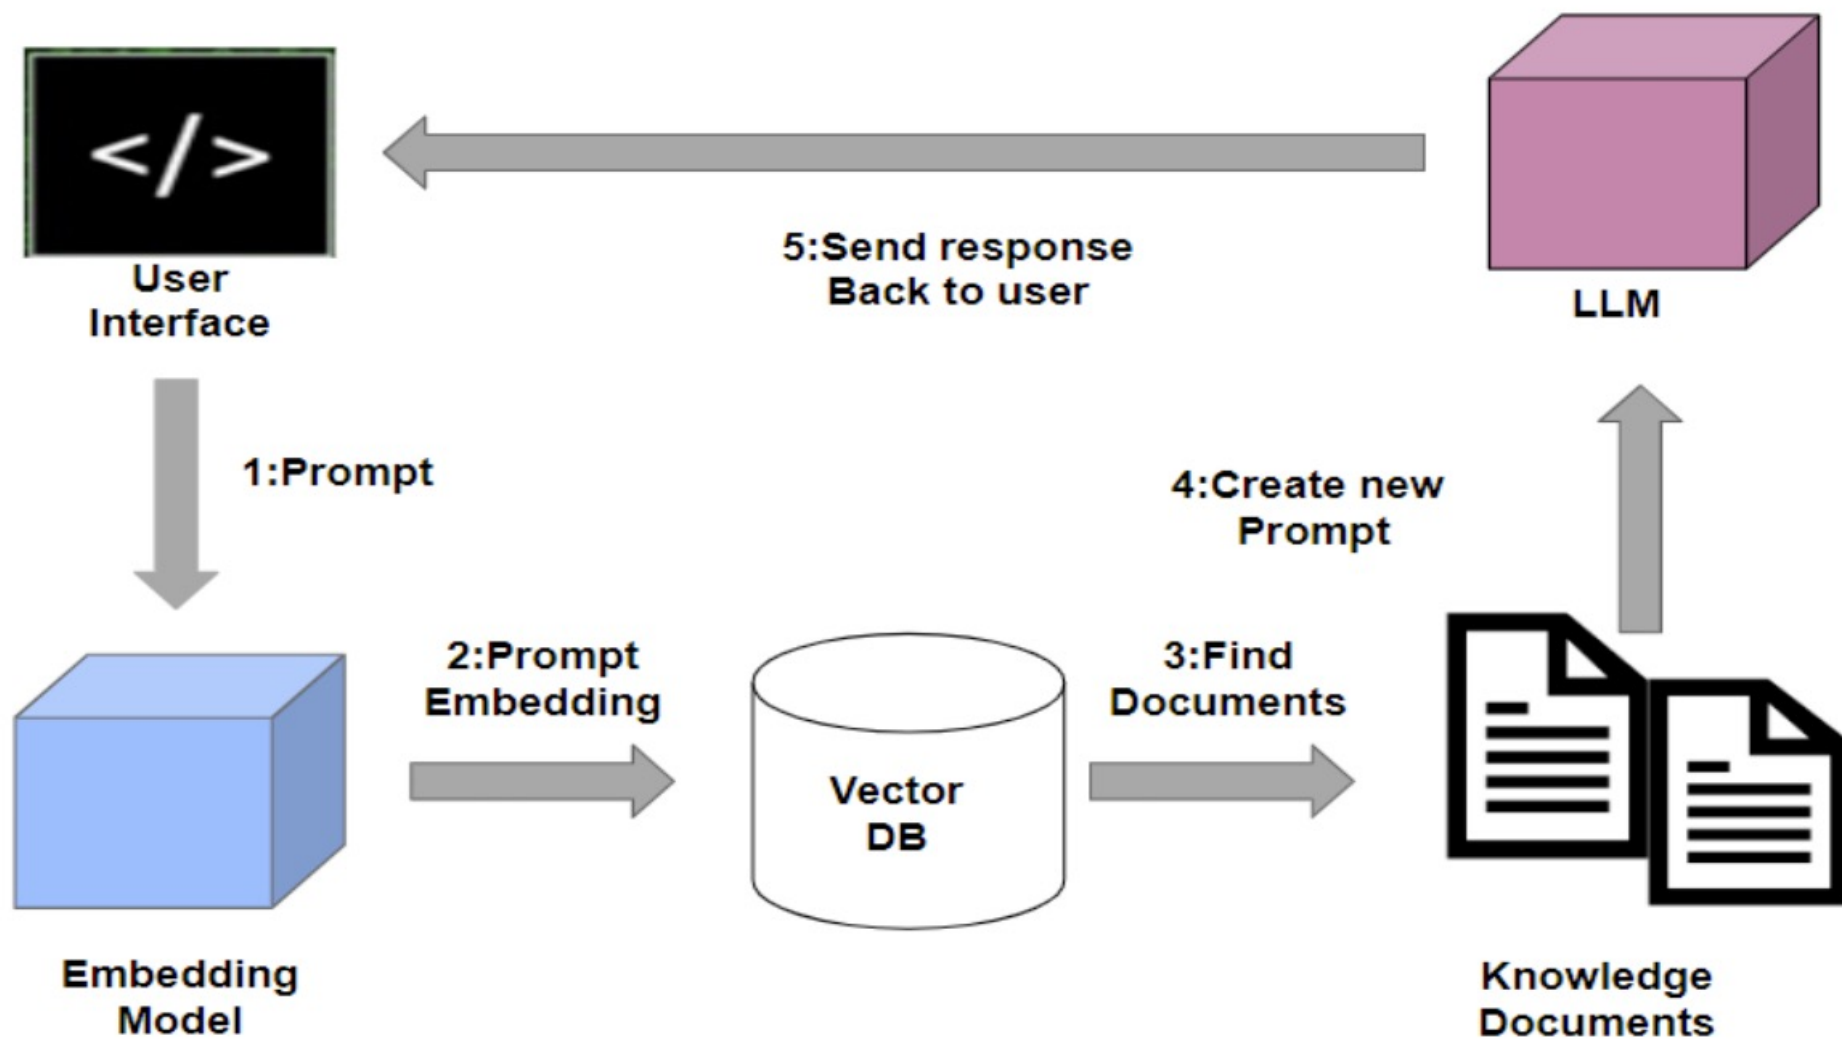 </>
User
Interface
5:Send response
Back to user
LLM
1:Prompt
4:Create new
Prompt
2:Prompt
Embedding
3:Find
Documents
Vector
DB
Embedding
Model
Knowledge
Documents